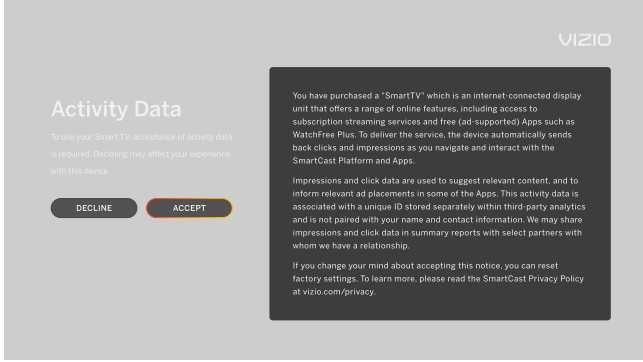 VIZIO
Activity Data
To use your Smart TV, acceptance of activity data
is required. Declining may affect your experience
with this device.
DECLINE
ACCEPT
You have purchased a "SmartTV" which is an internet-connected display
unit that offers a range of online features, including access to
subscription streaming services and free (ad-supported) Apps such as
WatchFree Plus. To deliver the service, the device automatically sends
back clicks and impressions as you navigate and interact with the
SmartCast Platform and Apps.
Impressions and click data are used to suggest relevant content, and to
inform relevant ad placements in some of the Apps. This activity data is
associated with a unique ID stored separately within third-party analytics
and is not paired with your name and contact information. We may share
impressions and click data in summary reports with select partners with
whom we have a relationship.
If you change your mind about accepting this notice, you can reset
factory settings. To learn more, please read the SmartCast Privacy Policy
at vizio.com/privacy.